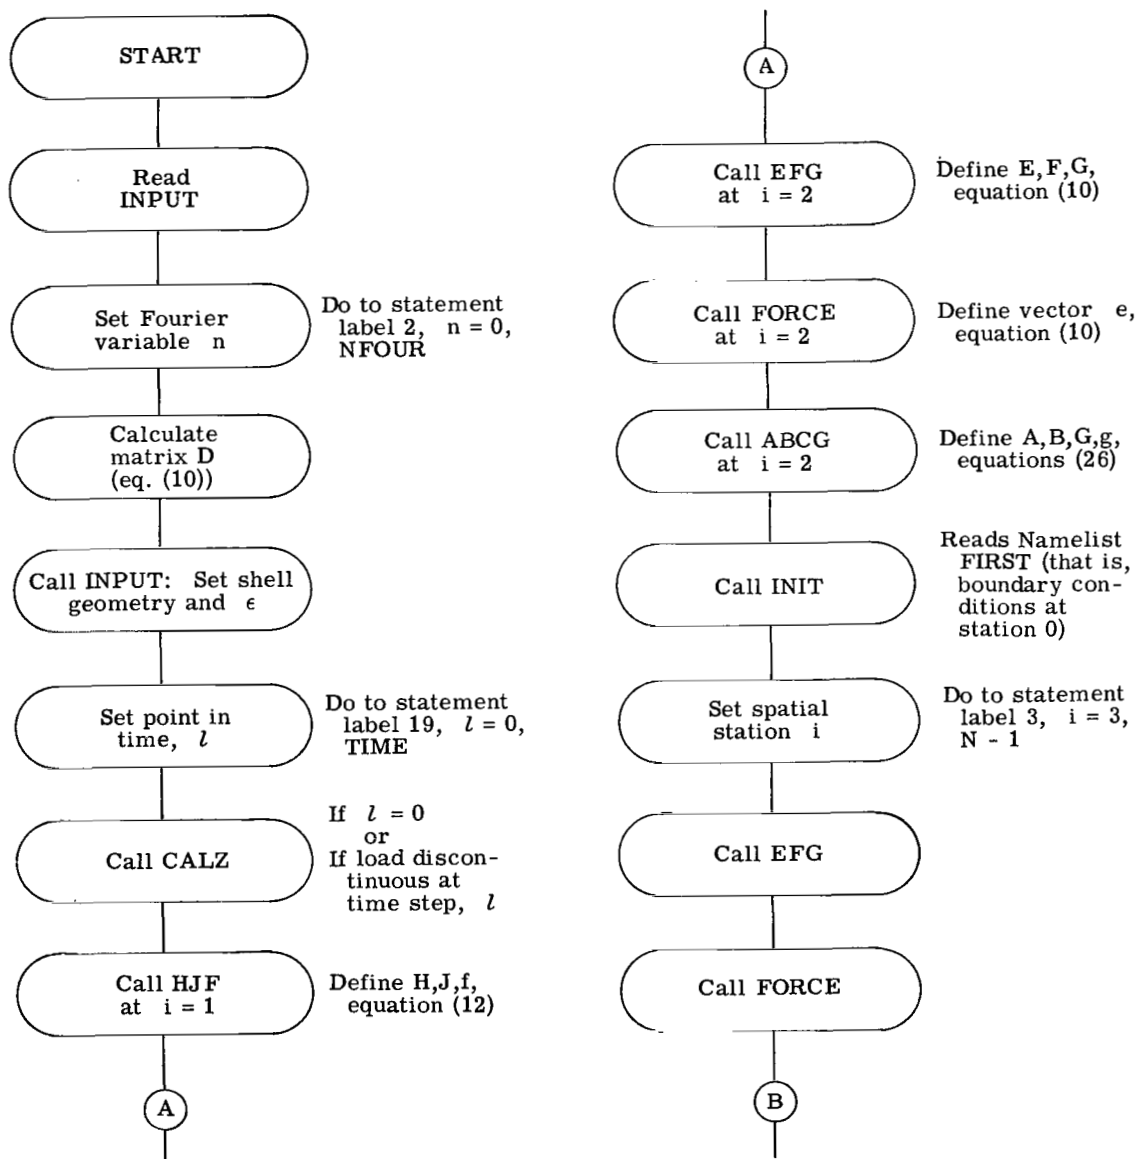 START
Read
INPUT
Set Fourier
variable n
Do to statement
label 2, n = 0,
NFOUR
Calculate
matrix D
(eq. (10))
Call INPUT: Set shell
geometry and ϵ
Set point in
time, l
Do to statement
label 19, l = 0,
TIME
Call CALZ
If l = 0
or
If load discon-
tinuous at
time step, l
Call HJF
at i = 1
Define H,J,f,
equation (12)
A
A
Call EFG
at i = 2
Define E,F,G,
equation (10)
Call FORCE
at i = 2
Define vector e,
equation (10)
Call ABCG
at i = 2
Define A,B,G,g,
equations (26)
Call INIT
Reads Namelist
FIRST (that is,
boundary con-
ditions at
station 0)
Set spatial
station i
Do to statement
label 3, i = 3,
N - 1
Call EFG
Call FORCE
B